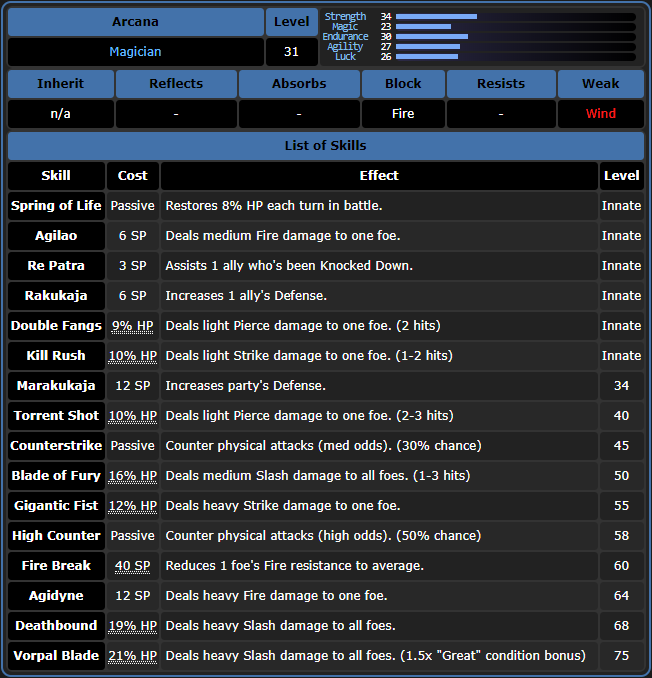 Arcana Level
Strength 34
Magic 23
Endurance 30
Agility 27
Luck 26
Magician 31
Inherit Reflects Absorbs Block Resists Weak
n/a - - Fire - Wind
List of Skills
Skill Cost Effect Level
Spring of Life Passive Restores 8% HP each turn in battle. Innate
Agilao 6 SP Deals medium Fire damage to one foe. Innate
Re Patra 3 SP Assists 1 ally who's been Knocked Down. Innate
Rakukaja 6 SP Increases 1 ally's Defense. Innate
Double Fangs 9% HP Deals light Pierce damage to one foe. (2 hits) Innate
Kill Rush 10% HP Deals light Strike damage to one foe. (1-2 hits) Innate
Marakukaja 12 SP Increases party's Defense. 34
Torrent Shot 10% HP Deals light Pierce damage to one foe. (2-3 hits) 40
Counterstrike Passive Counter physical attacks (med odds). (30% chance) 45
Blade of Fury 16% HP Deals medium Slash damage to all foes. (1-3 hits) 50
Gigantic Fist 12% HP Deals heavy Strike damage to one foe. 55
High Counter Passive Counter physical attacks (high odds). (50% chance) 58
Fire Break 40 SP Reduces 1 foe's Fire resistance to average. 60
Agidyne 12 SP Deals heavy Fire damage to one foe. 64
Deathbound 19% HP Deals heavy Slash damage to all foes. 68
Vorpal Blade 21% HP Deals heavy Slash damage to all foes. (1.5x "Great" condition bonus) 75